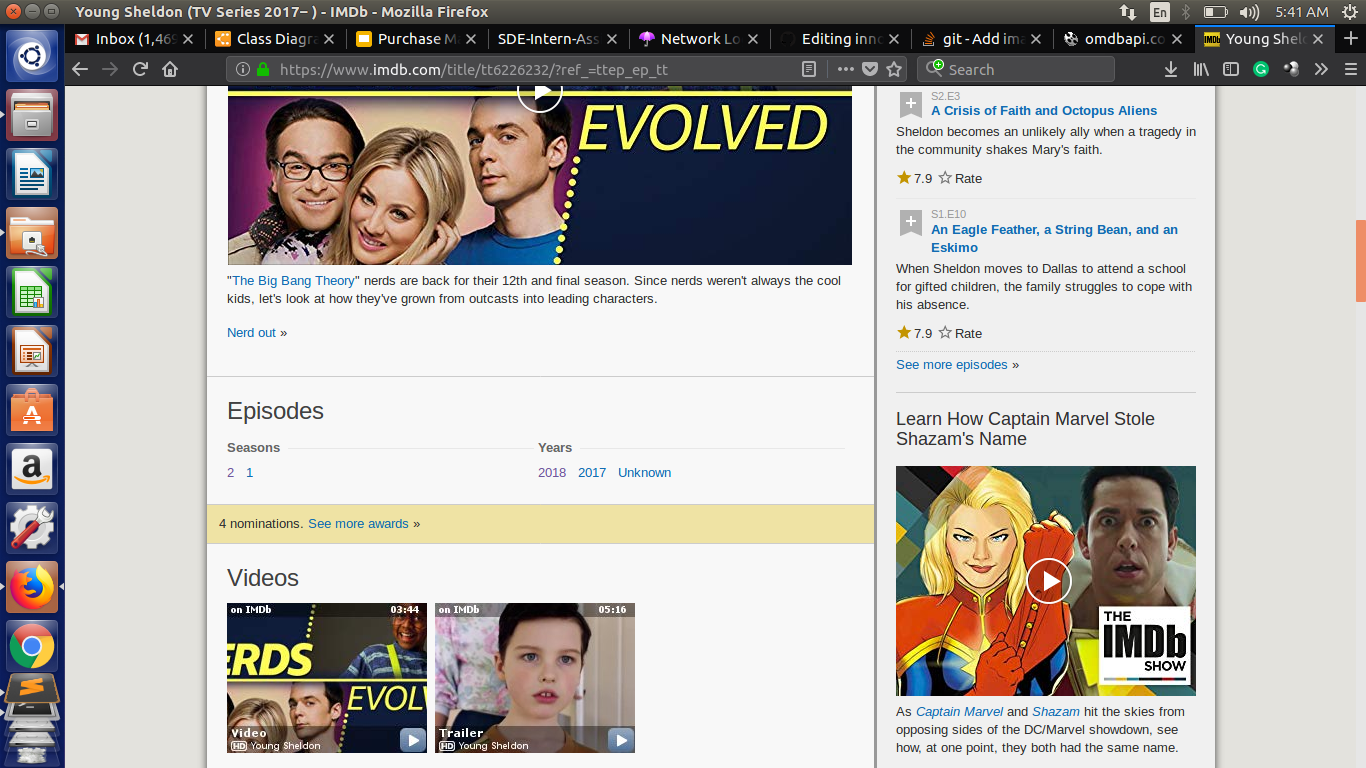 Young Sheldon (TV Series 2017– ) - IMDb - Mozilla Firefox
En
5:41 AM
Inbox (1,469
Class Diagra
Purchase Ma
SDE-Intern-Ass
Network Lo
Editing inno
git - Add ima
omdbapi.co
Young Shel
https://www.imdb.com/title/tt6226232/?ref_=ttep_ep_tt
Search
EVOLVED
"The Big Bang Theory" nerds are back for their 12th and final season. Since nerds weren't always the cool
kids, let's look at how they've grown from outcasts into leading characters.
Nerd out »
Episodes
Seasons
2 1
Years
2018 2017 Unknown
4 nominations. See more awards »
Videos
on IMDb 03:44
ERDS
EVOLV
Video
HD Young Sheldon
on IMDb 05:16
Trailer
HD Young Sheldon
S2.E3
A Crisis of Faith and Octopus Aliens
Sheldon becomes an unlikely ally when a tragedy in
the community shakes Mary's faith.
7.9 Rate
S1.E10
An Eagle Feather, a String Bean, and an
Eskimo
When Sheldon moves to Dallas to attend a school
for gifted children, the family struggles to cope with
his absence.
7.9 Rate
See more episodes »
Learn How Captain Marvel Stole
Shazam's Name
THE
IMDb
SHOW
As Captain Marvel and Shazam hit the skies from
opposing sides of the DC/Marvel showdown, see
how, at one point, they both had the same name.